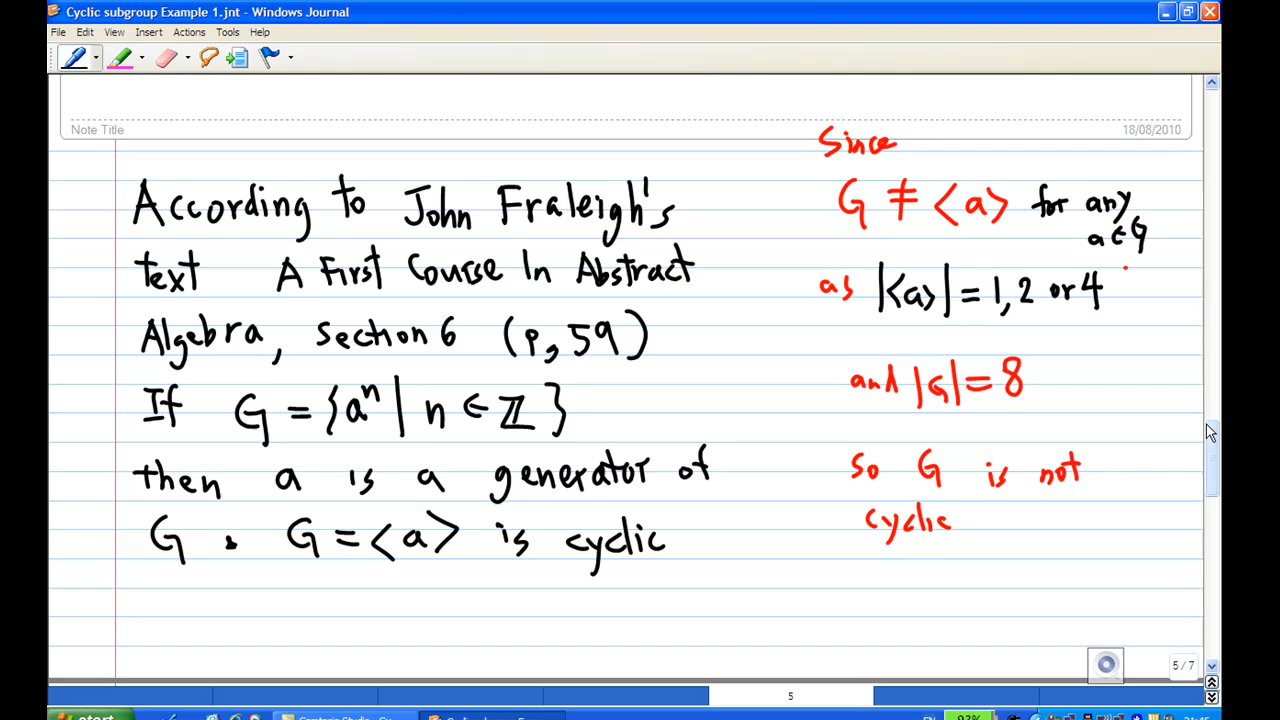 Cyclic subgroup Example 1.jnt - Windows Journal
File Edit View Insert Actions Tools Help
Note Title
18/08/2010
According to John Fraleigh's
text A First Course In Abstract
Algebra, section 6 (p, 59)
If G = {aⁿ | n ∈ ℤ}
then a is a generator of
G . G = <a> is cyclic
Since
G ≠ <a> for any
a ∈ G
as |<a>| = 1, 2 or 4
and |G| = 8
so G is not
cyclic
5 / 7
5
start
EN
93%